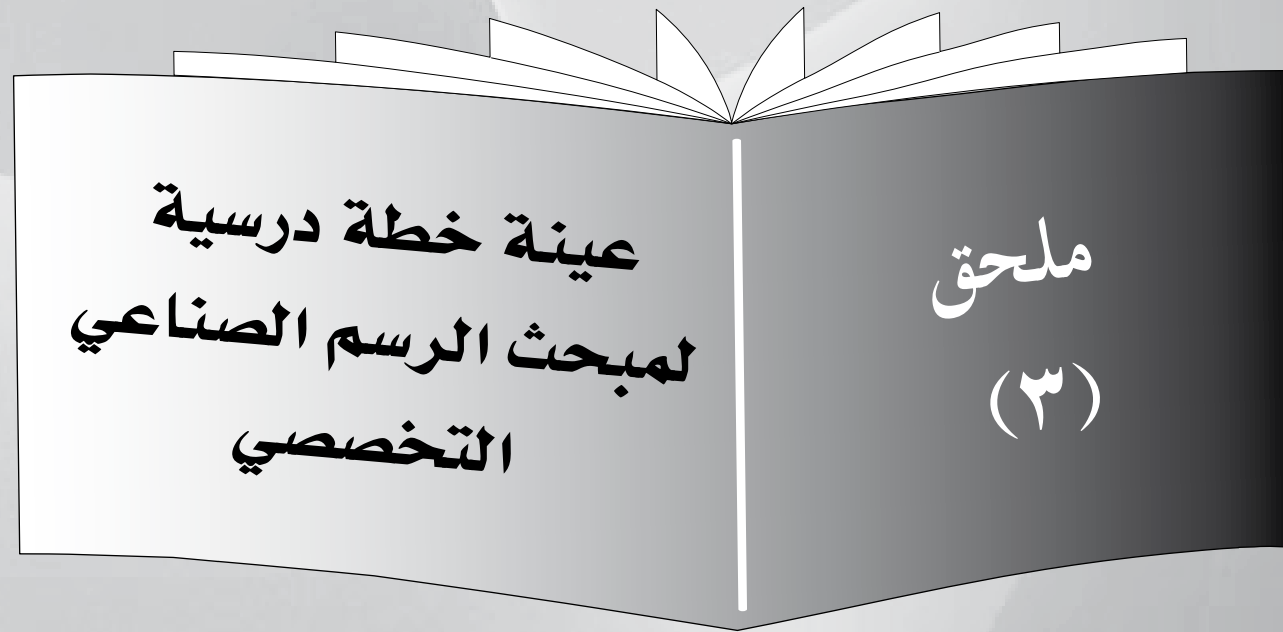 ملحق
(٣)
عينة خطة درسية
لمبحث الرسم الصناعي
التخصصي